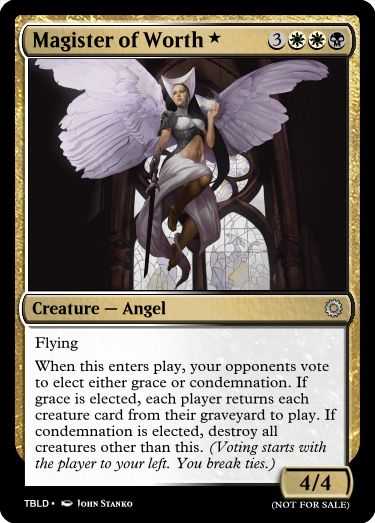 Magister of Worth ★ 3
Creature — Angel
Flying
When this enters play, your opponents vote
to elect either grace or condemnation. If
grace is elected, each player returns each
creature card from their graveyard to play. If
condemnation is elected, destroy all
creatures other than this. (Voting starts with
the player to your left. You break ties.)
4/4
TBLD • John Stanko
(NOT FOR SALE)